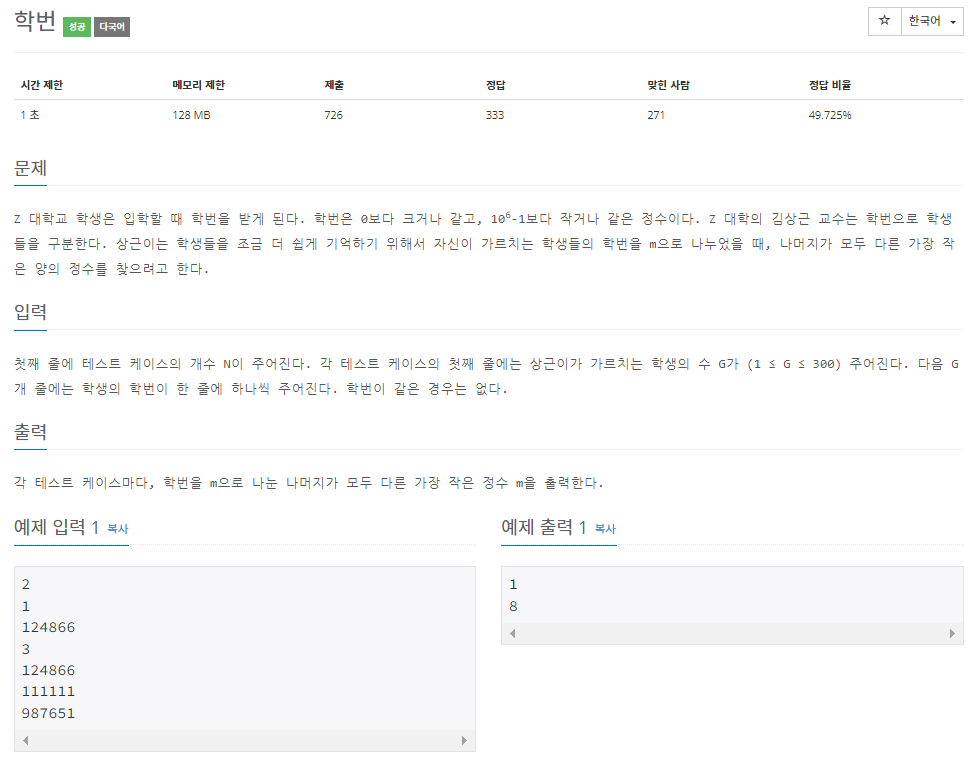 학번 성공 다국어
☆ 한국어
시간 제한 메모리 제한 제출 정답 맞힌 사람 정답 비율
1 초 128 MB 726 333 271 49.725%
문제
Z 대학교 학생은 입학할 때 학번을 받게 된다. 학번은 0보다 크거나 같고, 10⁶-1보다 작거나 같은 정수이다. Z 대학의 김상근 교수는 학번으로 학생
들을 구분한다. 상근이는 학생들을 조금 더 쉽게 기억하기 위해서 자신이 가르치는 학생들의 학번을 m으로 나누었을 때, 나머지가 모두 다른 가장 작
은 양의 정수를 찾으려고 한다.
입력
첫째 줄에 테스트 케이스의 개수 N이 주어진다. 각 테스트 케이스의 첫째 줄에는 상근이가 가르치는 학생의 수 G가 (1 ≤ G ≤ 300) 주어진다. 다음 G
개 줄에는 학생의 학번이 한 줄에 하나씩 주어진다. 학번이 같은 경우는 없다.
출력
각 테스트 케이스마다, 학번을 m으로 나눈 나머지가 모두 다른 가장 작은 정수 m을 출력한다.
예제 입력 1 복사
2
1
124866
3
124866
111111
987651
예제 출력 1 복사
1
8